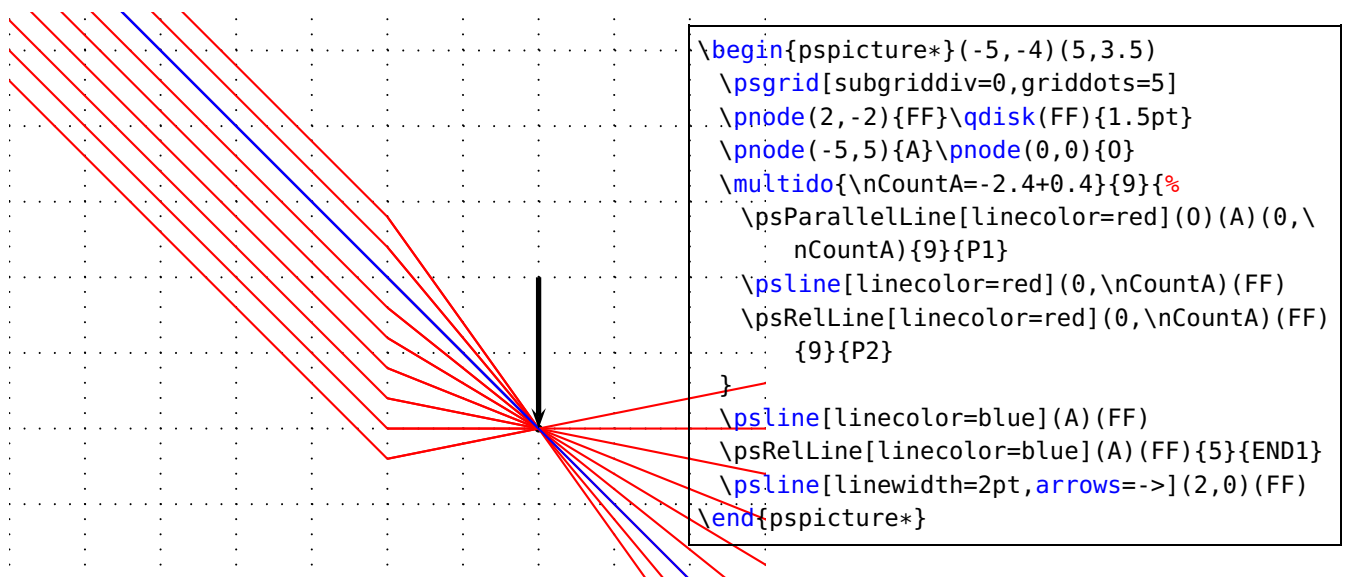 \begin{pspicture*}(-5,-4)(5,3.5)
\psgrid[subgriddiv=0,griddots=5]
\pnode(2,-2){FF}\qdisk(FF){1.5pt}
\pnode(-5,5){A}\pnode(0,0){O}
\multido{\nCountA=-2.4+0.4}{9}{%
\psParallelLine[linecolor=red](O)(A)(0,\
nCountA){9}{P1}
\psline[linecolor=red](0,\nCountA)(FF)
\psRelLine[linecolor=red](0,\nCountA)(FF)
{9}{P2}
}
\psline[linecolor=blue](A)(FF)
\psRelLine[linecolor=blue](A)(FF){5}{END1}
\psline[linewidth=2pt,arrows=->](2,0)(FF)
\end{pspicture*}